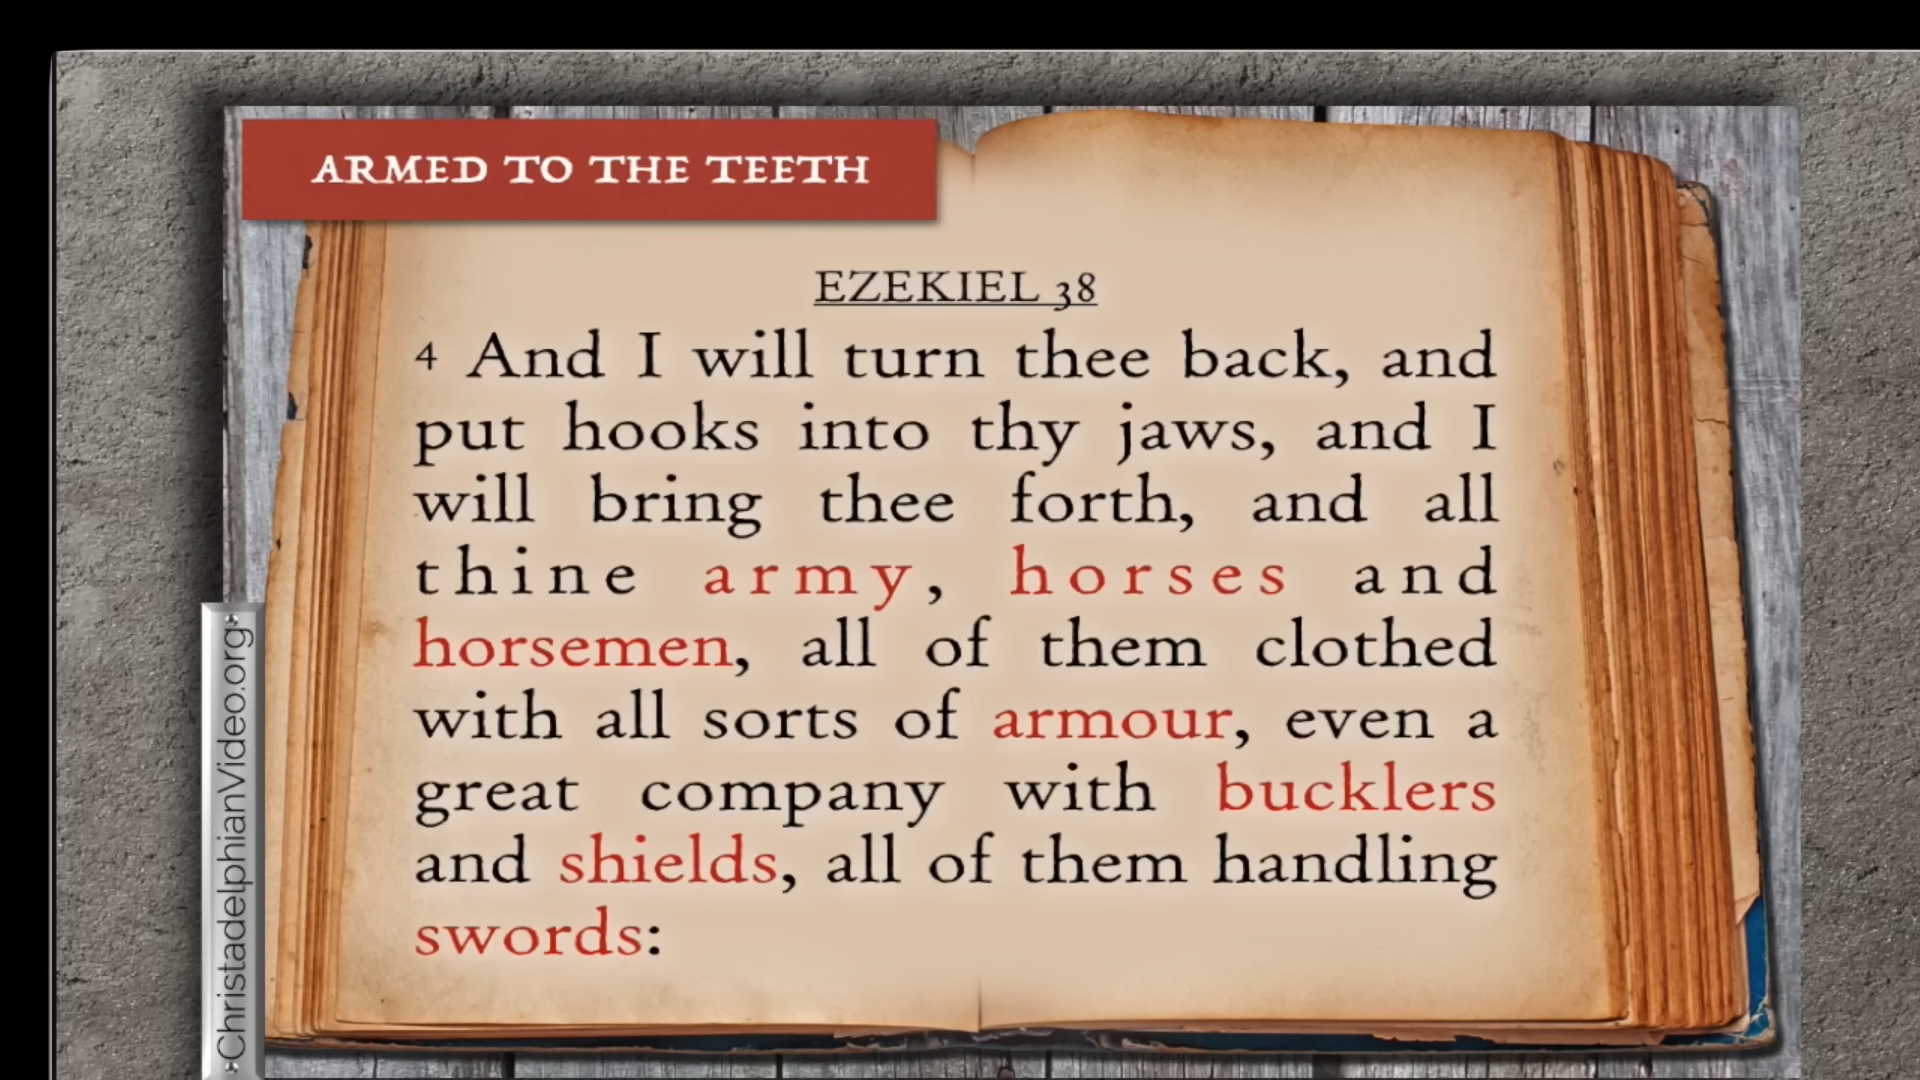 ARMED TO THE TEETH
EZEKIEL 38
4 And I will turn thee back, and
put hooks into thy jaws, and I
will bring thee forth, and all
thine army, horses and
horsemen, all of them clothed
with all sorts of armour, even a
great company with bucklers
and shields, all of them handling
swords:
ChristadelphianVideo.org